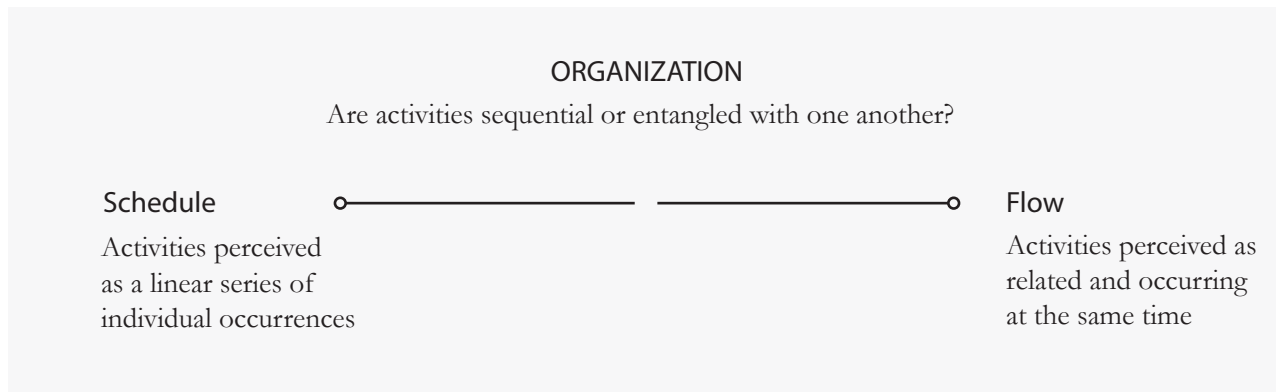 ORGANIZATION
Are activities sequential or entangled with one another?
Schedule
Activities perceived
as a linear series of
individual occurrences
Flow
Activities perceived as
related and occurring
at the same time